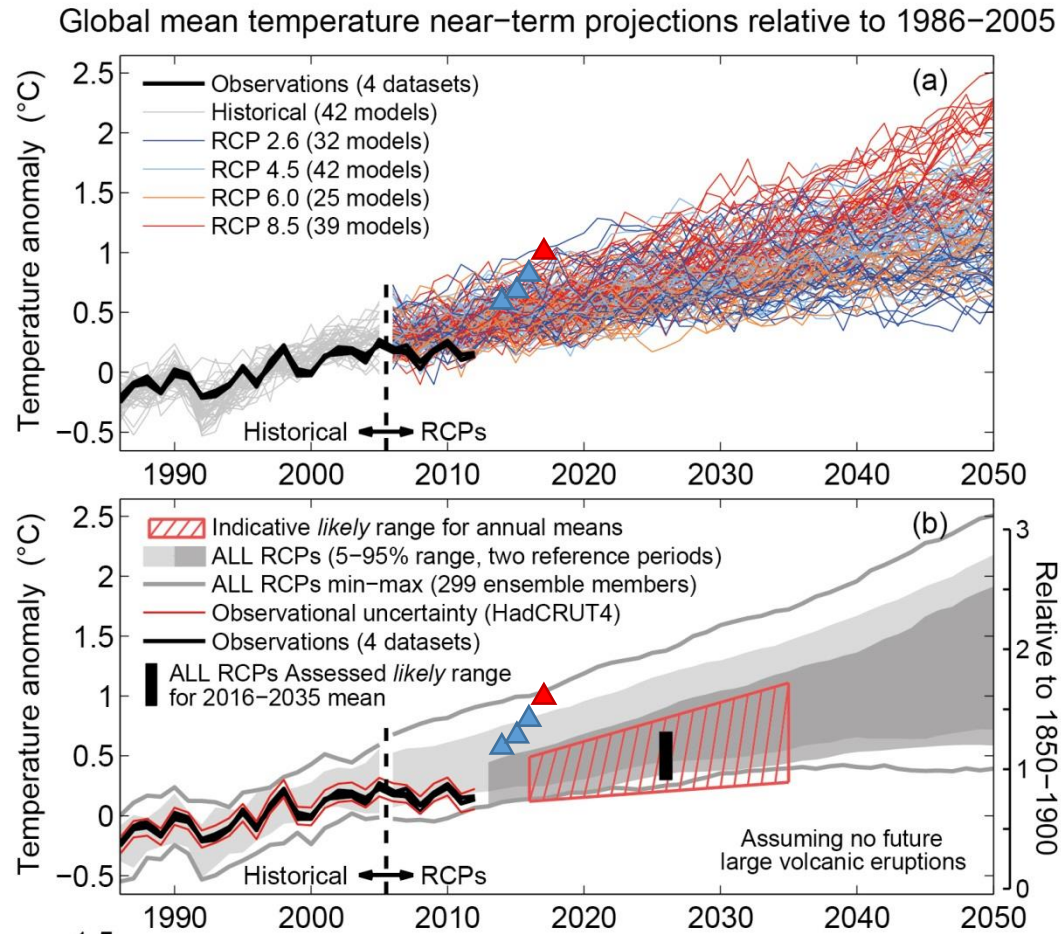 Global mean temperature near−term projections relative to 1986−2005
Temperature anomaly (°C)
2.5
2
1.5
1
0.5
0
−0.5
(a)
Observations (4 datasets)
Historical (42 models)
RCP 2.6 (32 models)
RCP 4.5 (42 models)
RCP 6.0 (25 models)
RCP 8.5 (39 models)
Historical
RCPs
1990 2000 2010 2020 2030 2040 2050
Temperature anomaly (°C)
2.5
2
1.5
1
0.5
0
−0.5
(b)
Indicative likely range for annual means
ALL RCPs (5−95% range, two reference periods)
ALL RCPs min−max (299 ensemble members)
Observational uncertainty (HadCRUT4)
Observations (4 datasets)
ALL RCPs Assessed likely range
for 2016−2035 mean
Historical
RCPs
Assuming no future
large volcanic eruptions
3
2
1
0
Relative to 1850−1900
1990 2000 2010 2020 2030 2040 2050